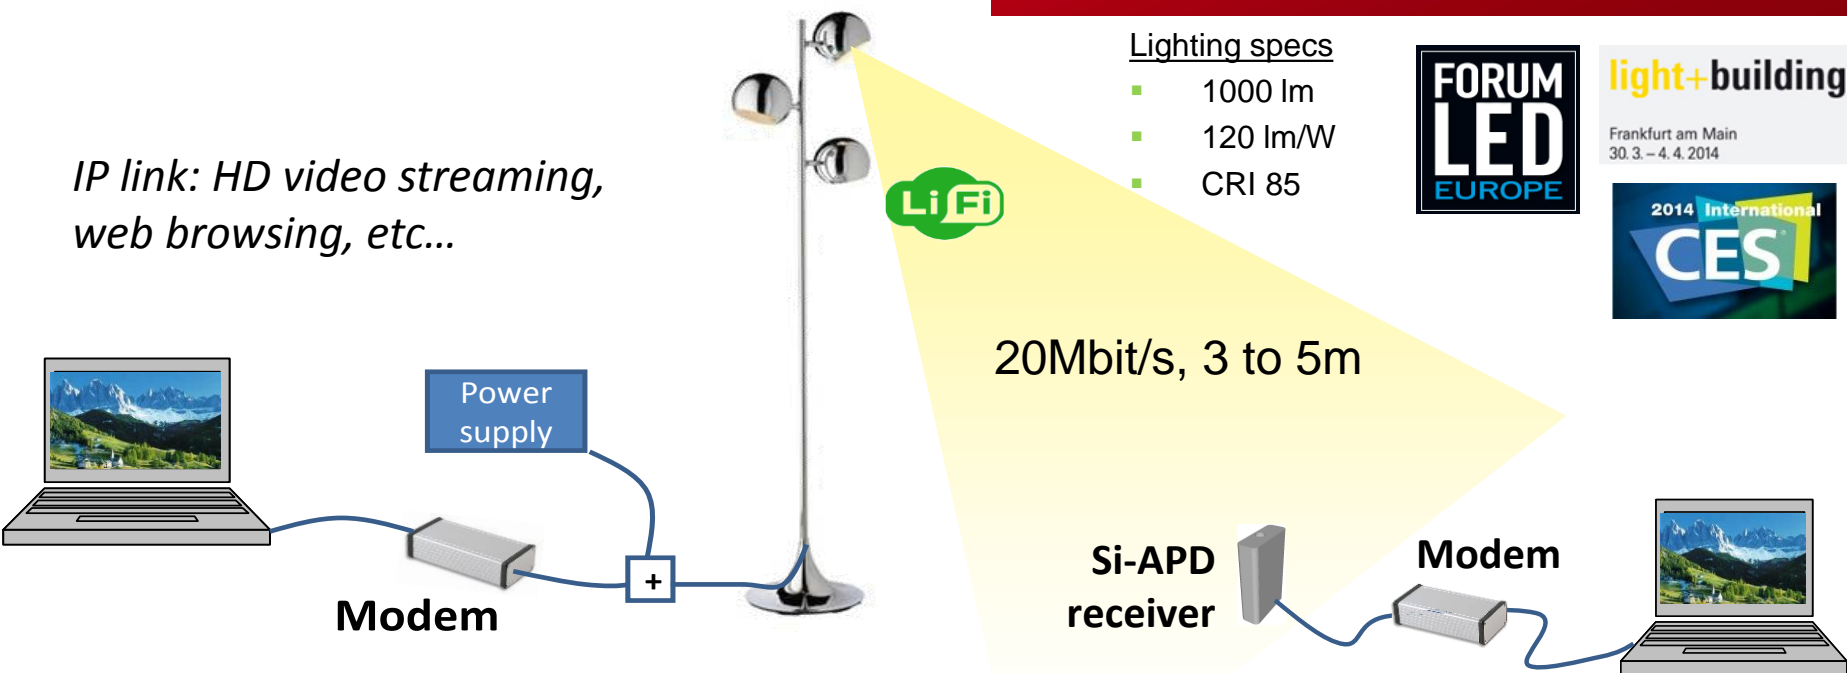 Lighting specs
1000 lm
120 lm/W
CRI 85
FORUM
LED
EUROPE
light+building
Frankfurt am Main
30. 3. – 4. 4. 2014
2014 International
CES
IP link: HD video streaming,
web browsing, etc…
LiFi
20Mbit/s, 3 to 5m
Power
supply
+
Modem
Si-APD
receiver
Modem